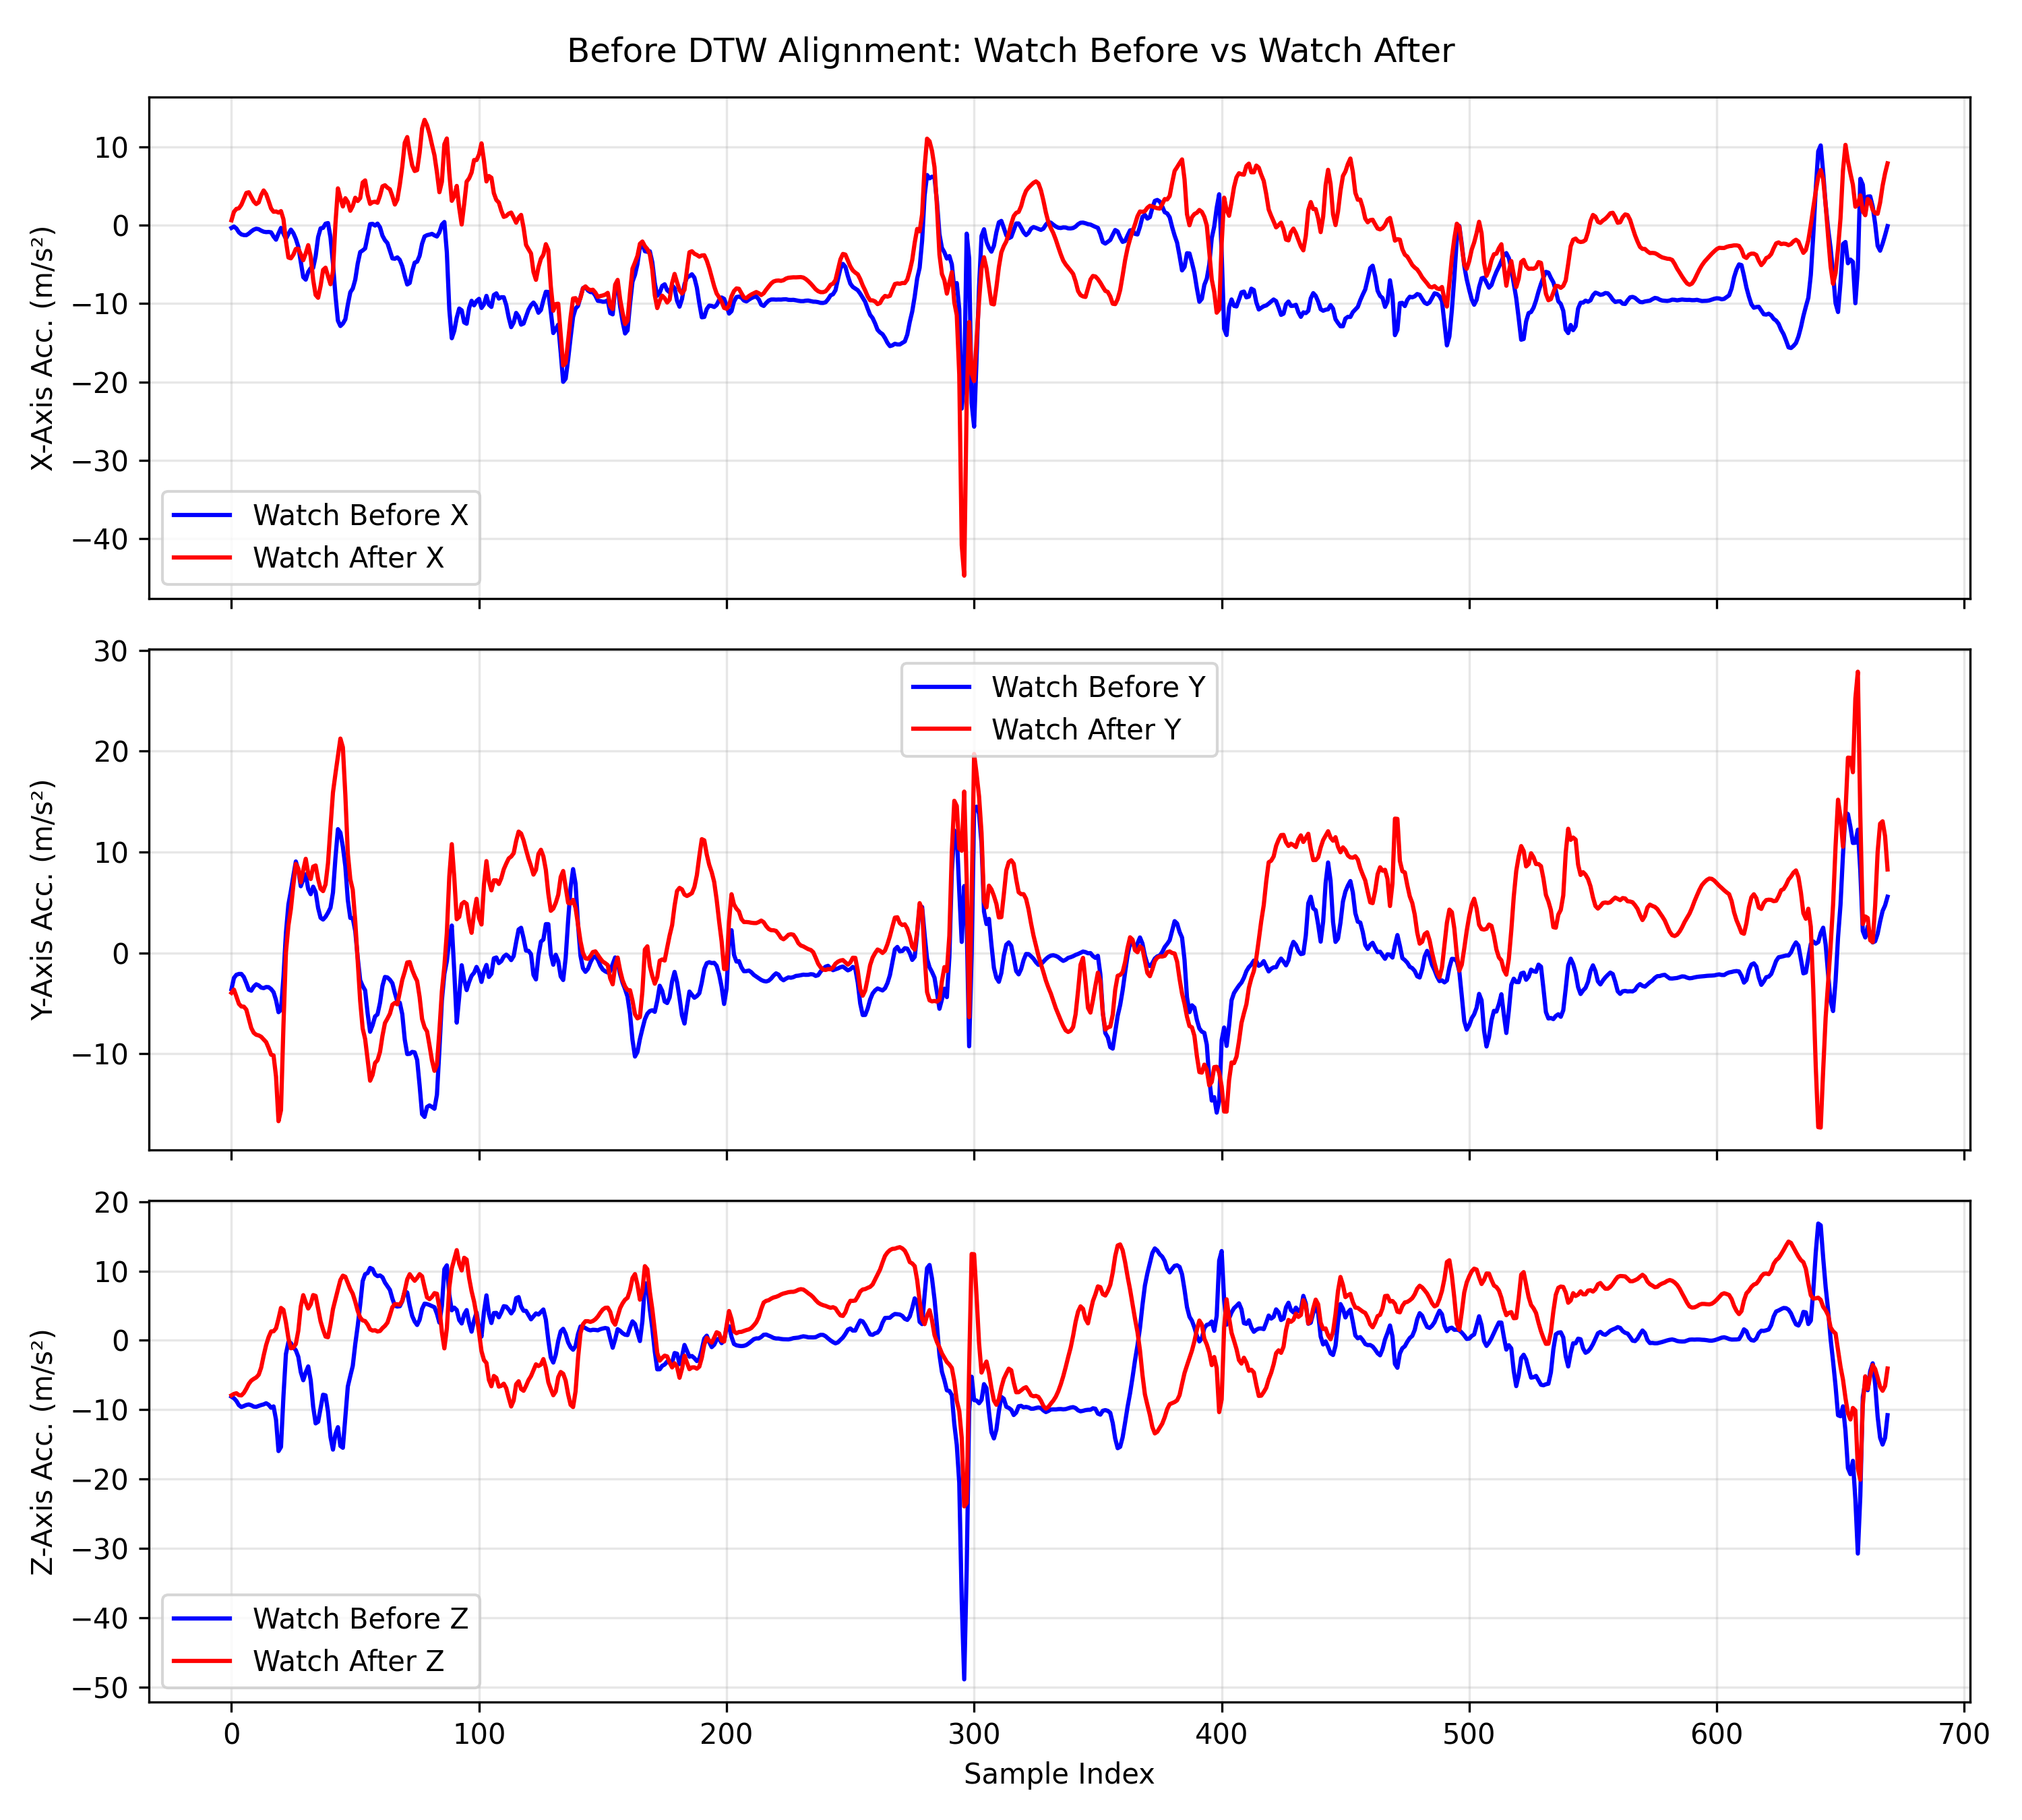 Before DTW Alignment: Watch Before vs Watch After
10
0
−10
−20
−30
−40
X-Axis Acc. (m/s²)
Watch Before X
Watch After X
30
20
10
0
−10
Y-Axis Acc. (m/s²)
Watch Before Y
Watch After Y
20
10
0
−10
−20
−30
−40
−50
Z-Axis Acc. (m/s²)
Watch Before Z
Watch After Z
0 100 200 300 400 500 600 700
Sample Index